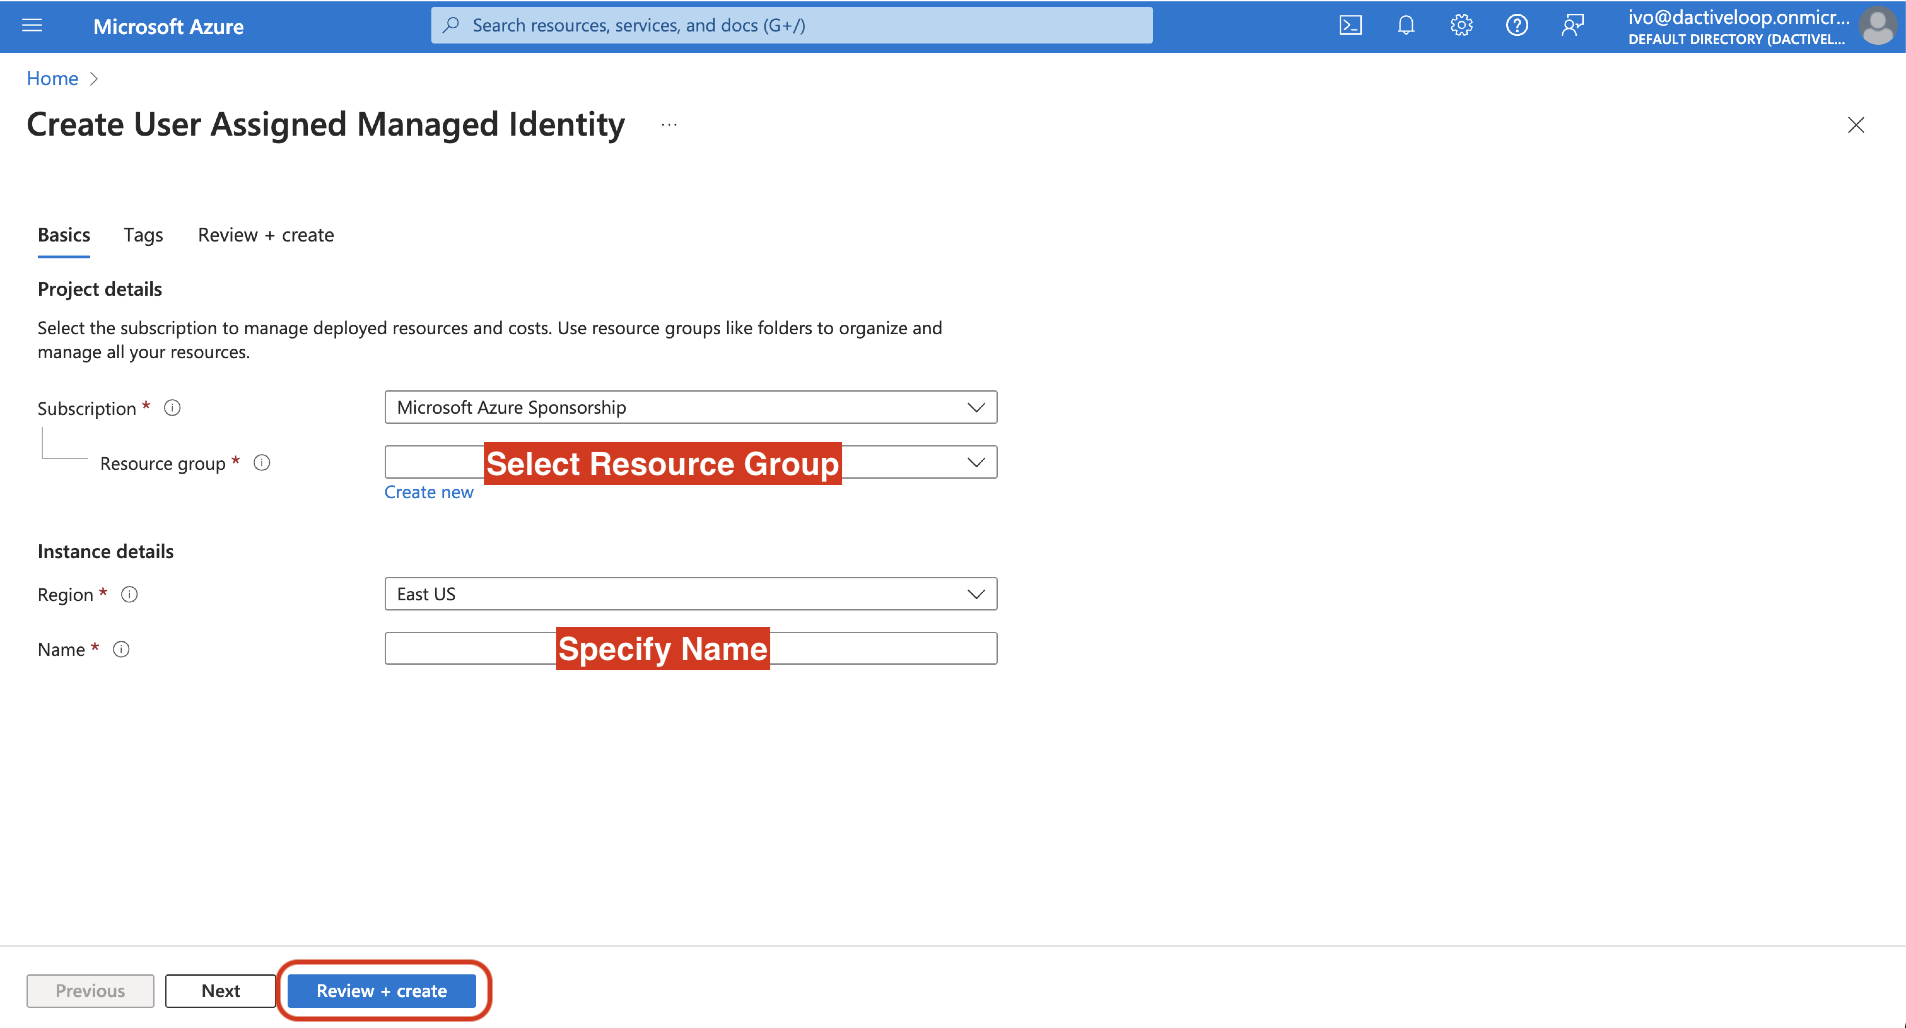 Microsoft Azure
Search resources, services, and docs (G+/)
ivo@dactiveloop.onmicr...
DEFAULT DIRECTORY (DACTIVEL...
Home
Create User Assigned Managed Identity ...
Basics Tags Review + create
Project details
Select the subscription to manage deployed resources and costs. Use resource groups like folders to organize and
manage all your resources.
Subscription *
Microsoft Azure Sponsorship
Resource group *
Select Resource Group
Create new
Instance details
Region *
East US
Name *
Specify Name
Previous Next Review + create